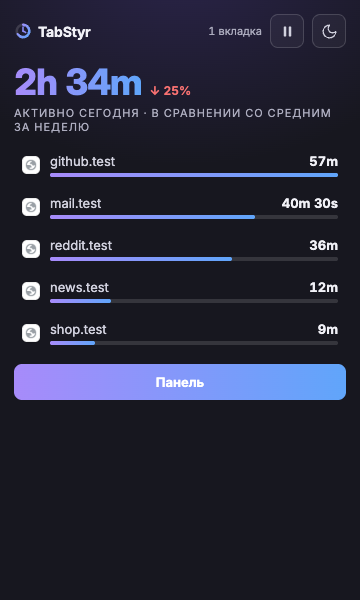 TabStyr
1 вкладка
2h 34m ↓ 25%
АКТИВНО СЕГОДНЯ · В СРАВНЕНИИ СО СРЕДНИМ
ЗА НЕДЕЛЮ
github.test 57m
mail.test 40m 30s
reddit.test 36m
news.test 12m
shop.test 9m
Панель